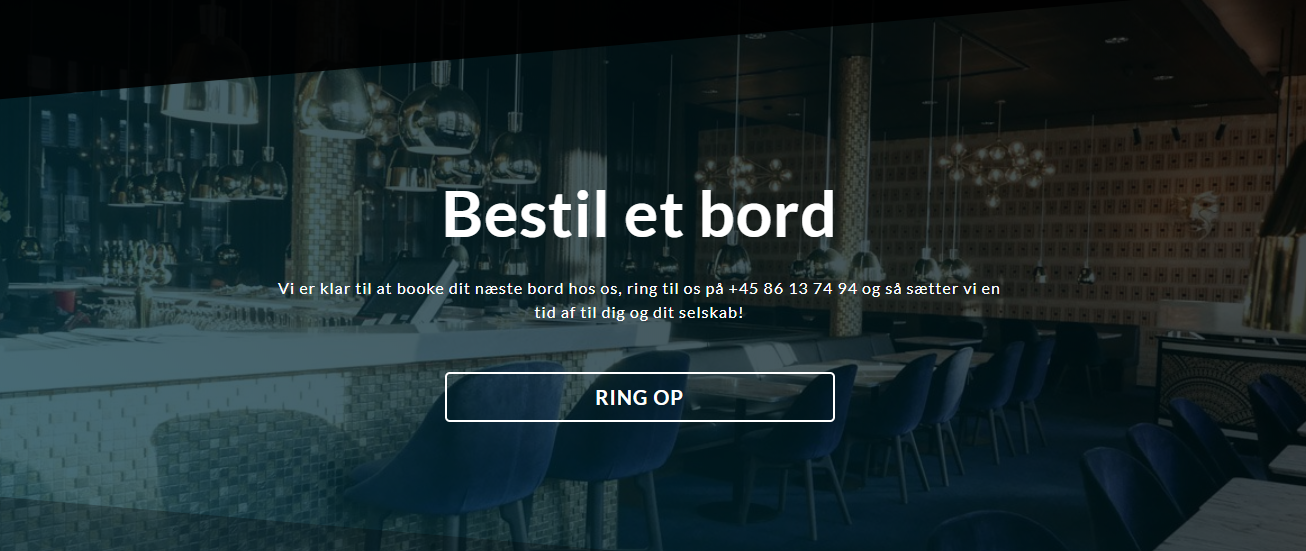 Bestil et bord
Vi er klar til at booke dit næste bord hos os, ring til os på +45 86 13 74 94 og så sætter vi en
tid af til dig og dit selskab!
RING OP